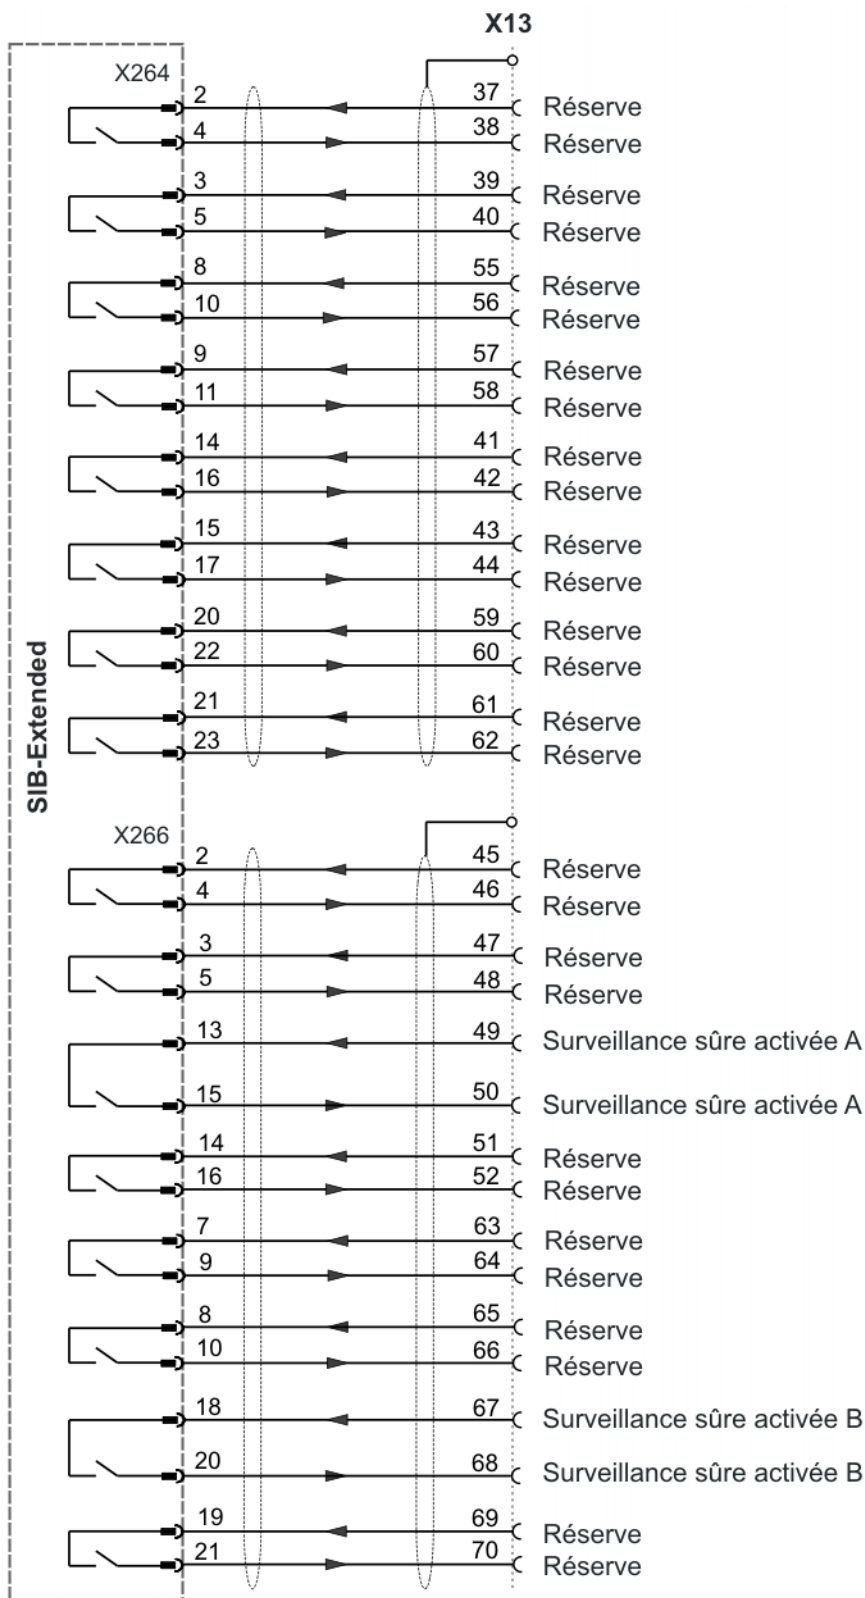 X13
X264
2 37 Réserve
4 38 Réserve
3 39 Réserve
5 40 Réserve
8 55 Réserve
10 56 Réserve
9 57 Réserve
11 58 Réserve
14 41 Réserve
16 42 Réserve
15 43 Réserve
17 44 Réserve
20 59 Réserve
22 60 Réserve
21 61 Réserve
23 62 Réserve
SIB-Extended
X266
2 45 Réserve
4 46 Réserve
3 47 Réserve
5 48 Réserve
13 49 Surveillance sûre activée A
15 50 Surveillance sûre activée A
14 51 Réserve
16 52 Réserve
7 63 Réserve
9 64 Réserve
8 65 Réserve
10 66 Réserve
18 67 Surveillance sûre activée B
20 68 Surveillance sûre activée B
19 69 Réserve
21 70 Réserve